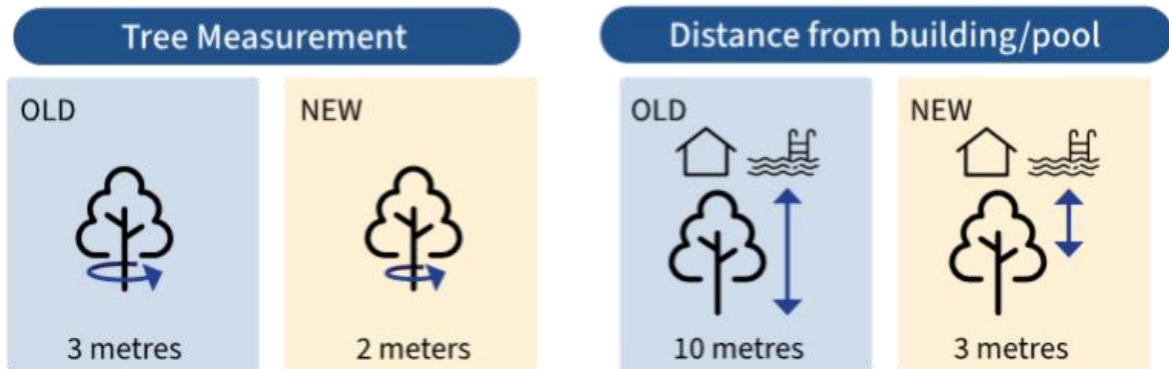 Tree Measurement
OLD
3 metres
NEW
2 meters
Distance from building/pool
OLD
10 metres
NEW
3 metres